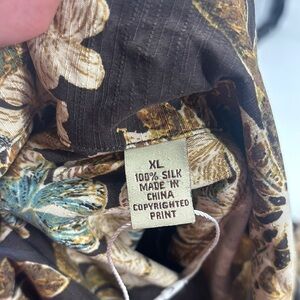 XL
100% SILK
MADE IN
CHINA
COPYRIGHTED
PRINT